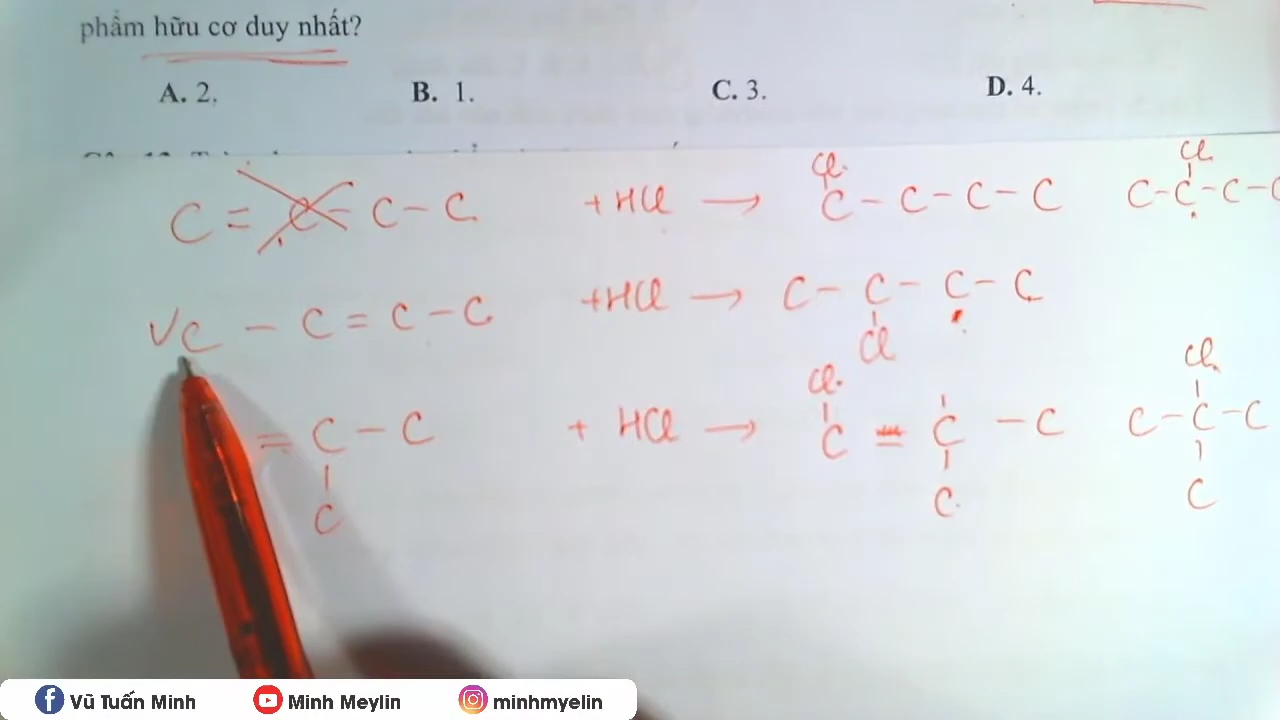 phẩm hữu cơ duy nhất?
A. 2. B. 1. C. 3. D. 4.
Cl Cl
C = C - C - C + HCl → C - C - C - C C - C - C - C
√ C - C = C - C + HCl → C - C - C - C
Cl
Cl Cl
= C - C + HCl → C - C - C C - C - C
C C C
Vũ Tuấn Minh Minh Meylin minhmyelin